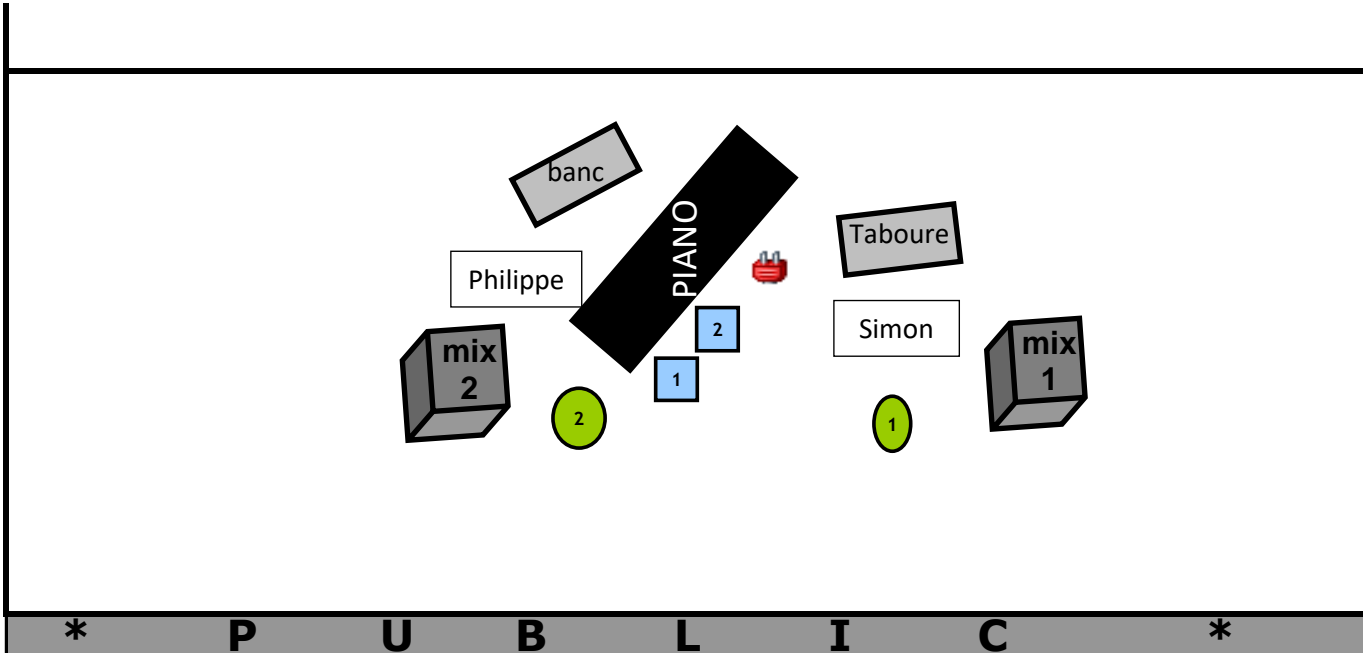 banc
PIANO
Taboure
Philippe
2
Simon
mix
2
mix
1
1
2
1
* P U B L I C *